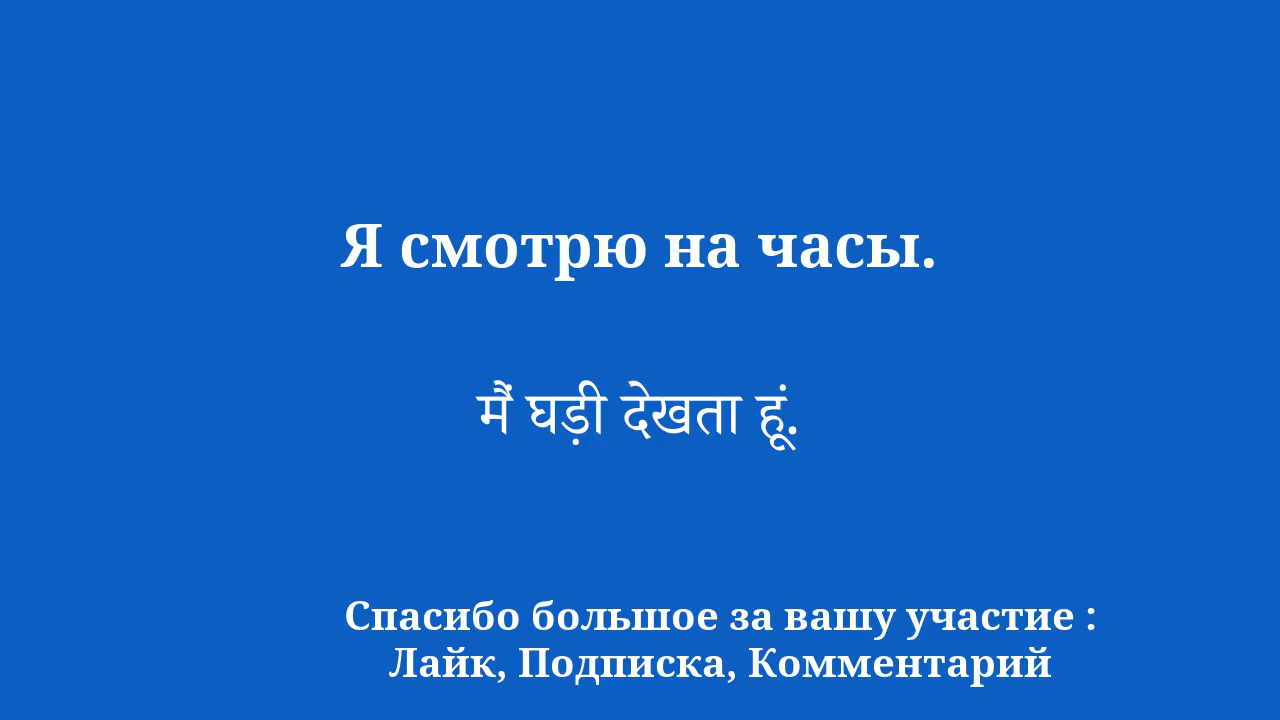 Я смотрю на часы.
मैं घड़ी देखता हूं.
Спасибо большое за вашу участие :
Лайк, Подписка, Комментарий